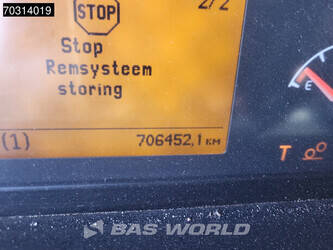 70314019
STOP
2/2
Stop
Remsysteem
storing
(1)
706452,1 KM
E
T
BAS WORLD